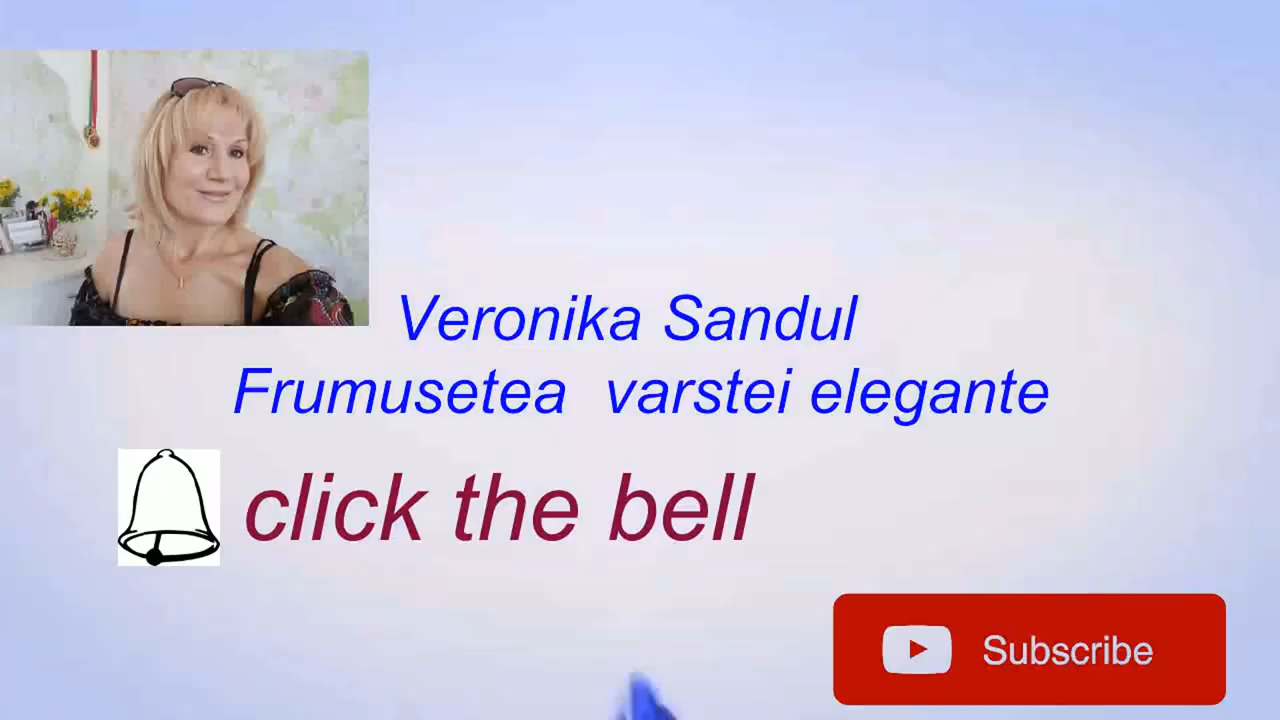 Veronika Sandul
Frumusetea varstei elegante
click the bell
Subscribe